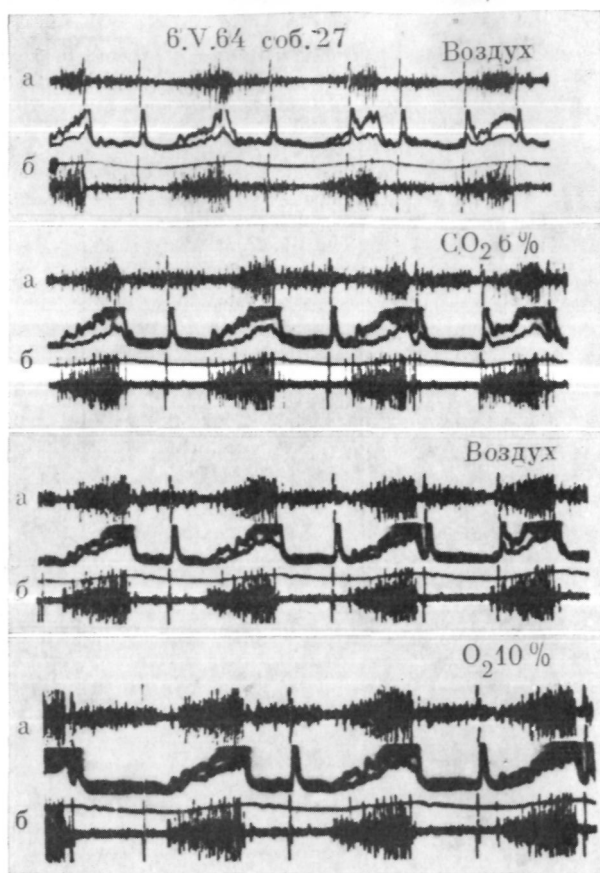 6.V.64 соб.27
Воздух
а
б
CO₂ 6%
а
б
Воздух
а
б
O₂ 10%
а
б